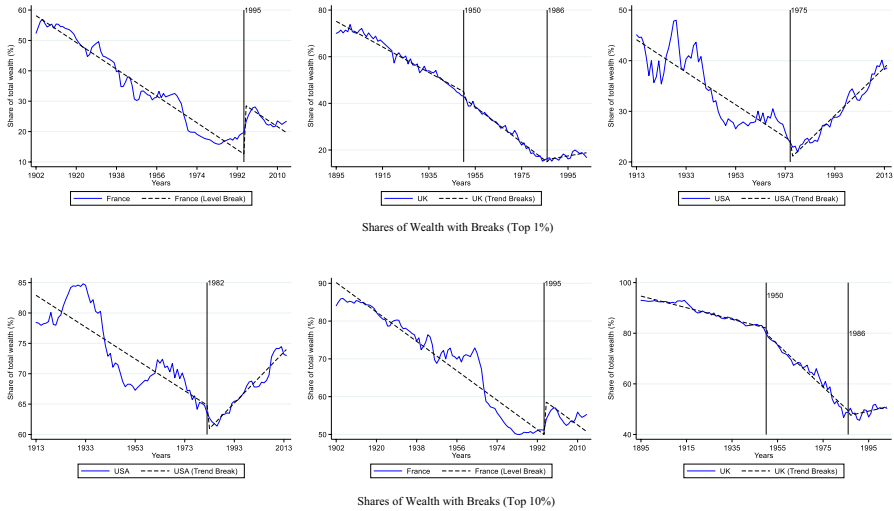 1995
Share of total wealth (%)
60
50
40
30
20
10
1902 1920 1938 1956 1974 1992 2010
Years
France France (Level Break)
1950 1986
Share of total wealth (%)
80
60
40
20
1895 1915 1935 1955 1975 1995
Years
UK UK (Trend Breaks)
1975
Share of total wealth (%)
50
40
30
20
1913 1933 1953 1973 1993 2013
Years
USA USA (Trend Break)
Shares of Wealth with Breaks (Top 1%)
1982
Share of total wealth (%)
85
80
75
70
65
60
1913 1933 1953 1973 1993 2013
Years
USA USA (Trend Break)
1995
Share of total wealth (%)
90
80
70
60
50
1902 1920 1938 1956 1974 1992 2010
Years
France France (Level Break)
1950
1986
Share of total wealth (%)
100
80
60
40
1895 1915 1935 1955 1975 1995
Years
UK UK (Trend Breaks)
Shares of Wealth with Breaks (Top 10%)